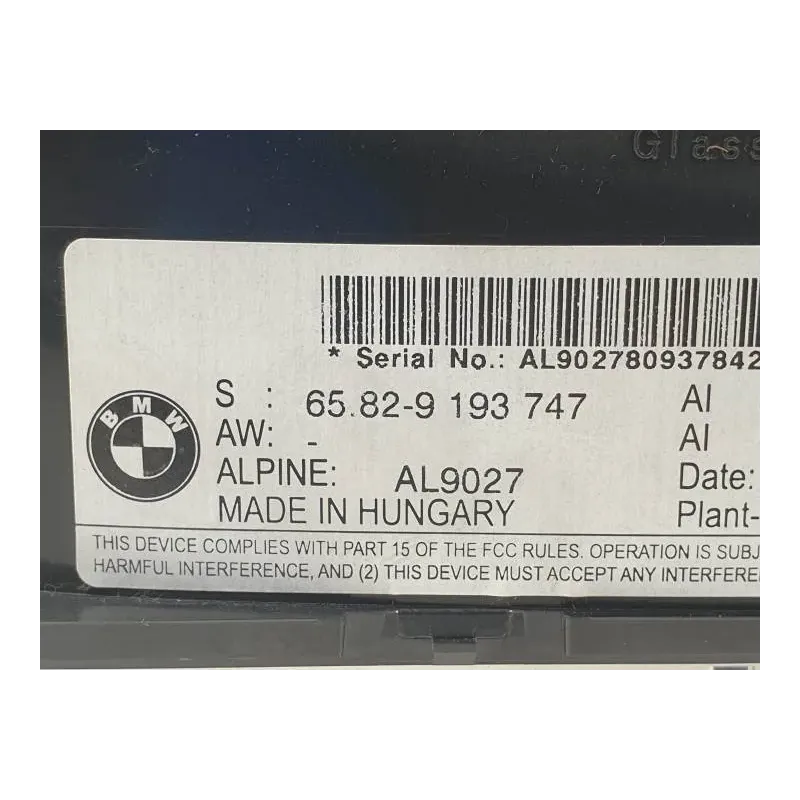 Glass
* Serial No.: AL902780937842
S : 65.82-9 193 747 AI
AW: - AI
BMW
ALPINE: AL9027 Date:
MADE IN HUNGARY Plant-
THIS DEVICE COMPLIES WITH PART 15 OF THE FCC RULES. OPERATION IS SUBJ
HARMFUL INTERFERENCE, AND (2) THIS DEVICE MUST ACCEPT ANY INTERFERE